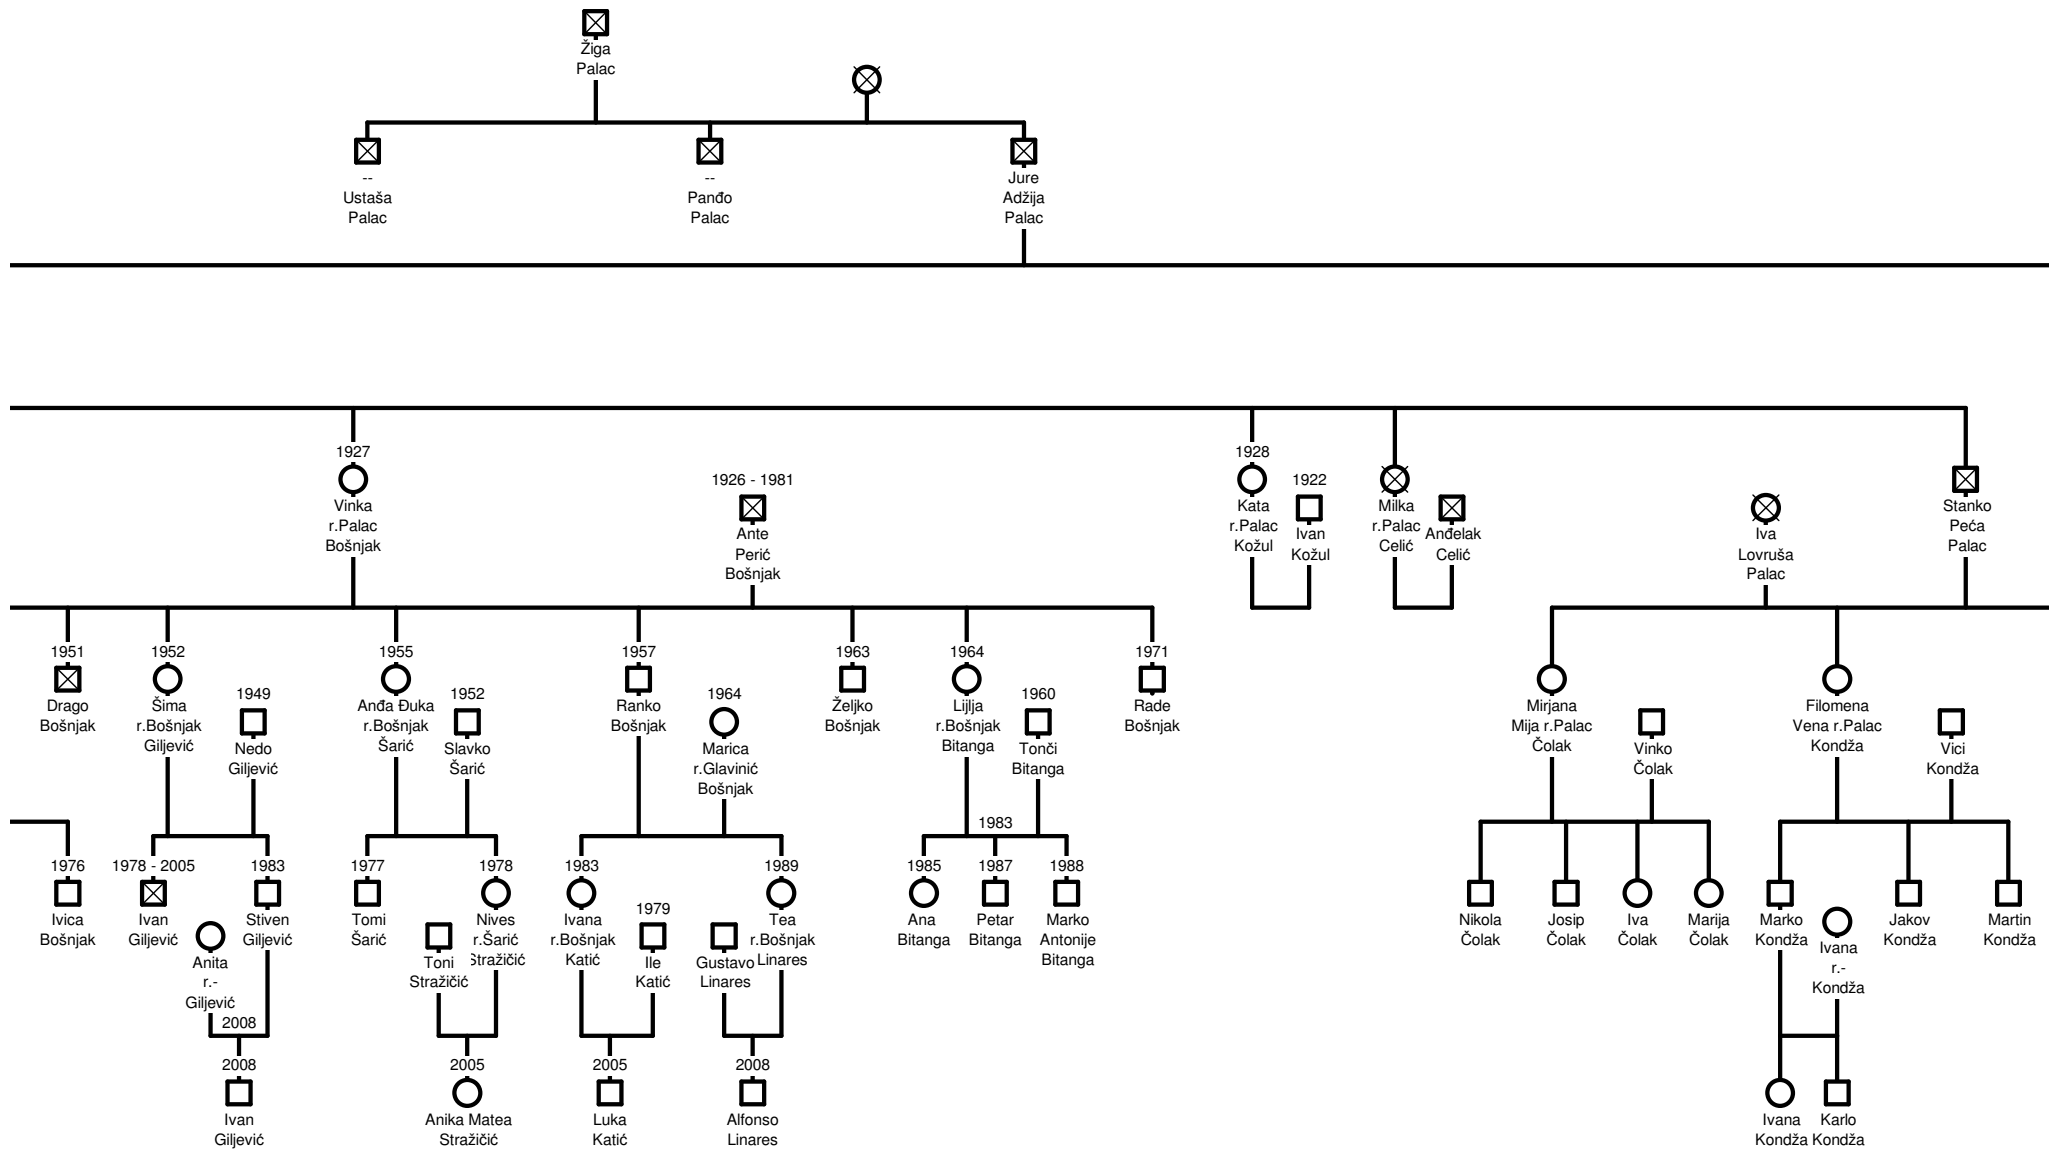 Žiga
Palac
--
Ustaša
Palac
--
Panđo
Palac
Jure
Adžija
Palac
1927
Vinka
r.Palac
Bošnjak
1926 - 1981
Ante
Perić
Bošnjak
1928
Kata
r.Palac
Kožul
1922
Ivan
Kožul
Milka
r.Palac
Celić
Anđelak
Celić
Iva
Lovruša
Palac
Stanko
Peća
Palac
1951
Drago
Bošnjak
1952
Šima
r.Bošnjak
Giljević
1949
Nedo
Giljević
1955
Anđa Đuka
r.Bošnjak
Šarić
1952
Slavko
Šarić
1957
Ranko
Bošnjak
1964
Marica
r.Glavinić
Bošnjak
1963
Željko
Bošnjak
1964
Lijlja
r.Bošnjak
Bitanga
1960
Tonči
Bitanga
1971
Rade
Bošnjak
Mirjana
Mija r.Palac
Čolak
Vinko
Čolak
Filomena
Vena r.Palac
Kondža
Vici
Kondža
1983
1976
Ivica
Bošnjak
1978 - 2005
Ivan
Giljević
Anita
r.-
Giljević
1983
Stiven
Giljević
2008
1977
Tomi
Šarić
Toni
Stražičić
1978
Nives
r.Šarić
Stražičić
1983
Ivana
r.Bošnjak
Katić
1979
Ile
Katić
Gustavo
Linares
1989
Tea
r.Bošnjak
Linares
1985
Ana
Bitanga
1987
Petar
Bitanga
1988
Marko
Antonije
Bitanga
Nikola
Čolak
Josip
Čolak
Iva
Čolak
Marija
Čolak
Marko
Kondža
Ivana
r.-
Kondža
Jakov
Kondža
Martin
Kondža
2008
Ivan
Giljević
2005
Anika Matea
Stražičić
2005
Luka
Katić
2008
Alfonso
Linares
Ivana
Kondža
Karlo
Kondža